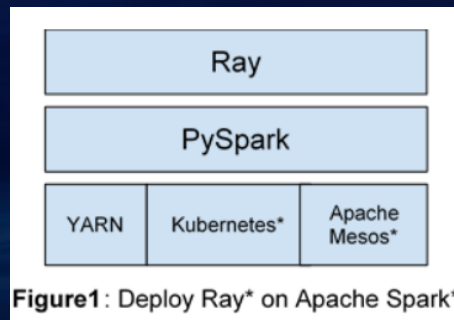 Ray
PySpark
YARN
Kubernetes*
Apache
Mesos*
Figure1: Deploy Ray* on Apache Spark*